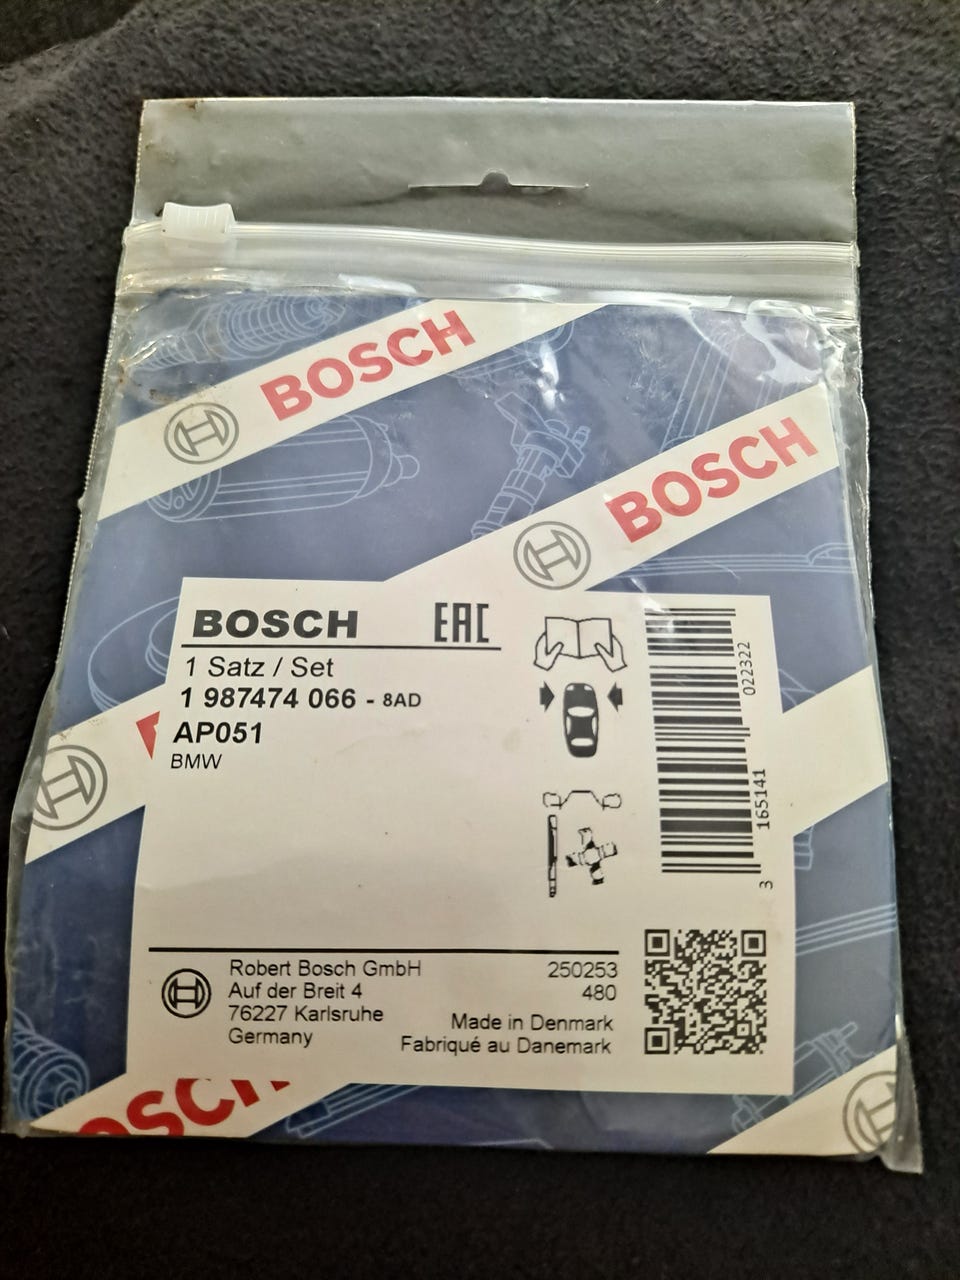 BOSCH
BOSCH
BOSCH
EAC
1 Satz / Set
1 987474 066 - 8AD
AP051
BMW
3 165141 022322
Robert Bosch GmbH
Auf der Breit 4
76227 Karlsruhe
Germany
250253
480
Made in Denmark
Fabriqué au Danemark
BOSCH